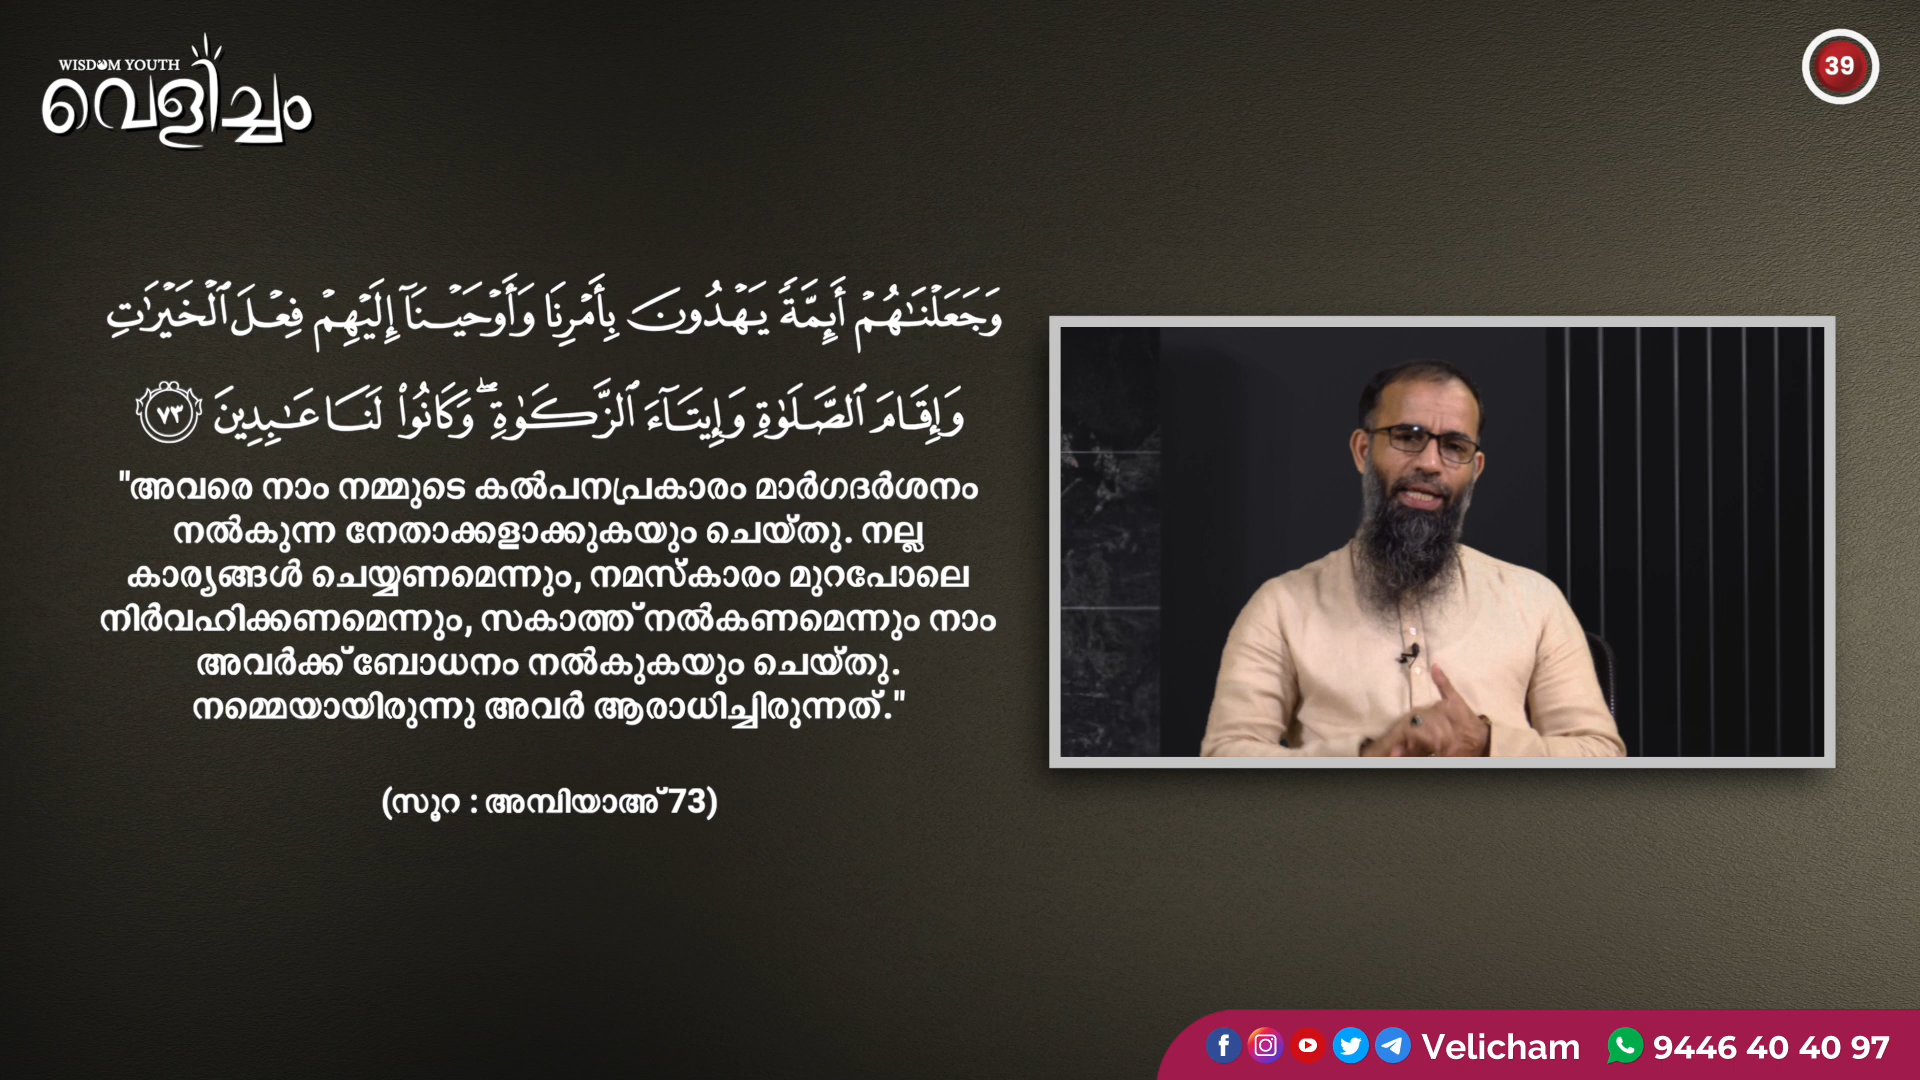 WISDOM YOUTH
വെളിച്ചം
39
وَجَعَلْنَٰهُمْ أَئِمَّةً يَهْدُونَ بِأَمْرِنَا وَأَوْحَيْنَآ إِلَيْهِمْ فِعْلَ ٱلْخَيْرَٰتِ
وَإِقَامَ ٱلصَّلَوٰةِ وَإِيتَآءَ ٱلزَّكَوٰةِ ۖ وَكَانُوا۟ لَنَا عَٰبِدِينَ ٧٣
"അവരെ നാം നമ്മുടെ കൽപനപ്രകാരം മാർഗദർശനം
നൽകുന്ന നേതാക്കളാക്കുകയും ചെയ്തു. നല്ല
കാര്യങ്ങൾ ചെയ്യണമെന്നും, നമസ്കാരം മുറപോലെ
നിർവഹിക്കണമെന്നും, സകാത്ത് നൽകണമെന്നും നാം
അവർക്ക് ബോധനം നൽകുകയും ചെയ്തു.
നമ്മെയായിരുന്നു അവർ ആരാധിച്ചിരുന്നത്."
(സൂറ : അമ്പിയാഅ് 73)
Velicham 9446 40 40 97